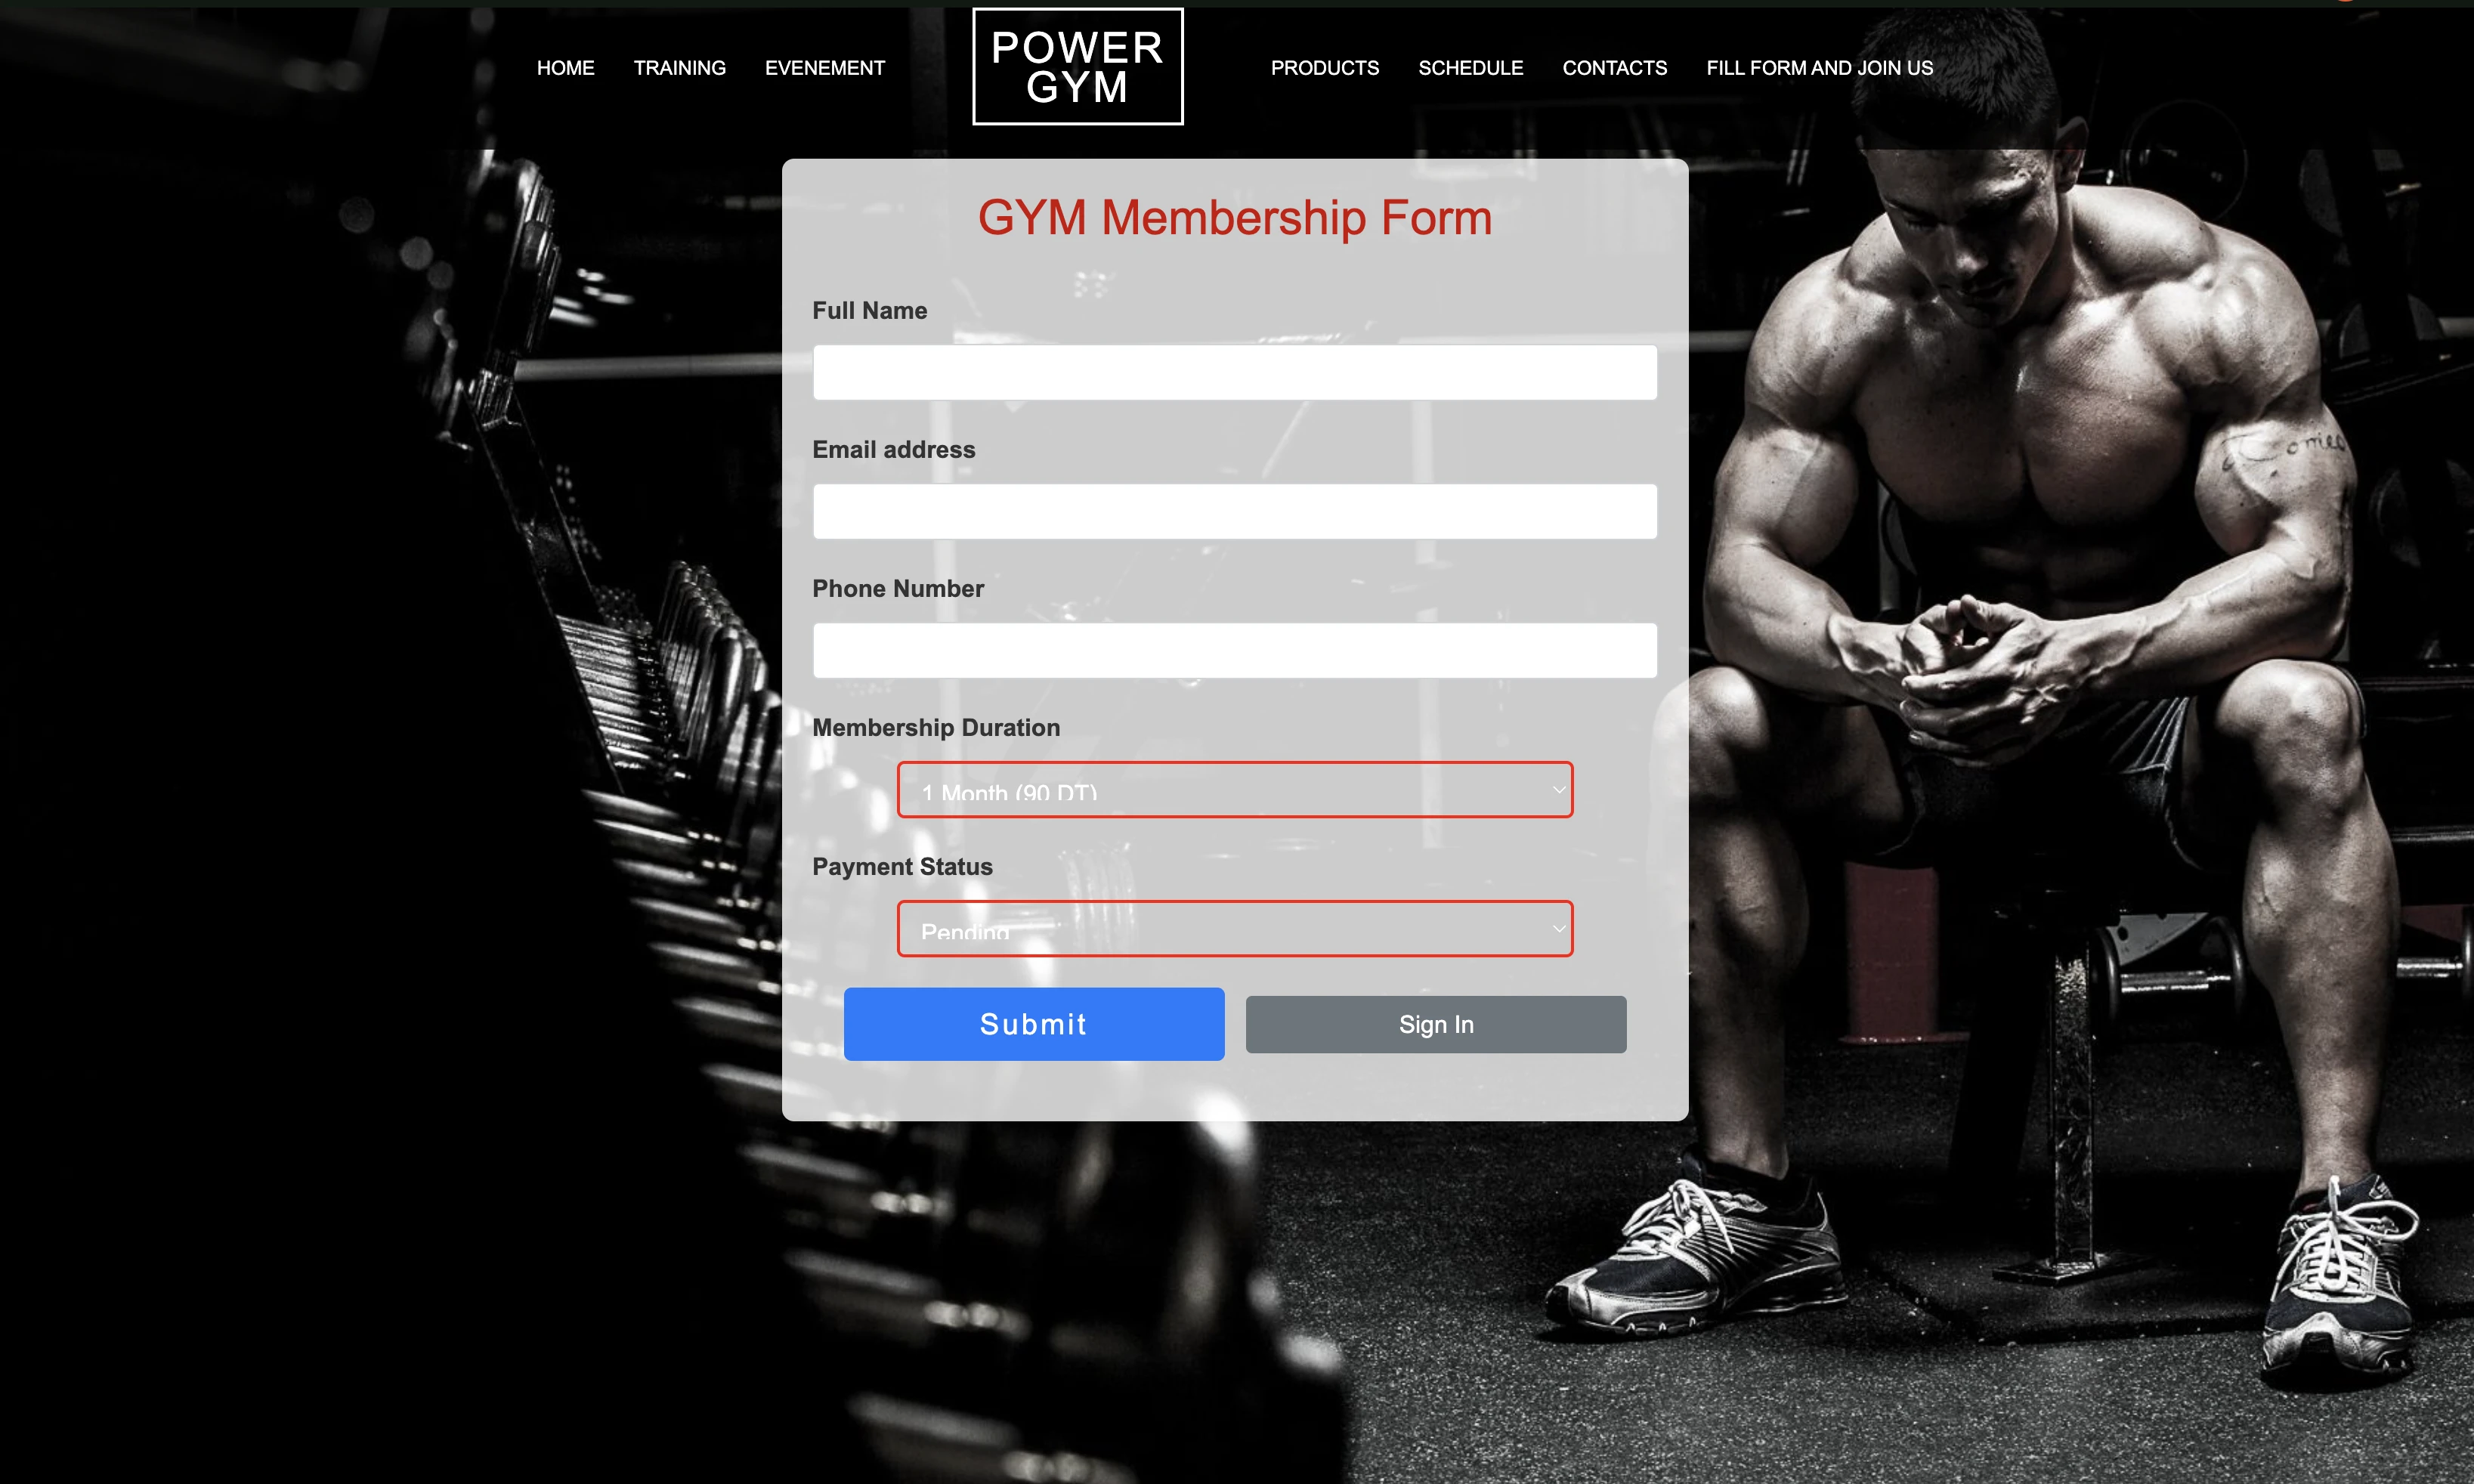 HOME TRAINING EVENEMENT
POWER
GYM
PRODUCTS SCHEDULE CONTACTS FILL FORM AND JOIN US
GYM Membership Form
Full Name
Email address
Phone Number
Membership Duration
1 Month (90 DT)
Payment Status
Pending
Submit
Sign In